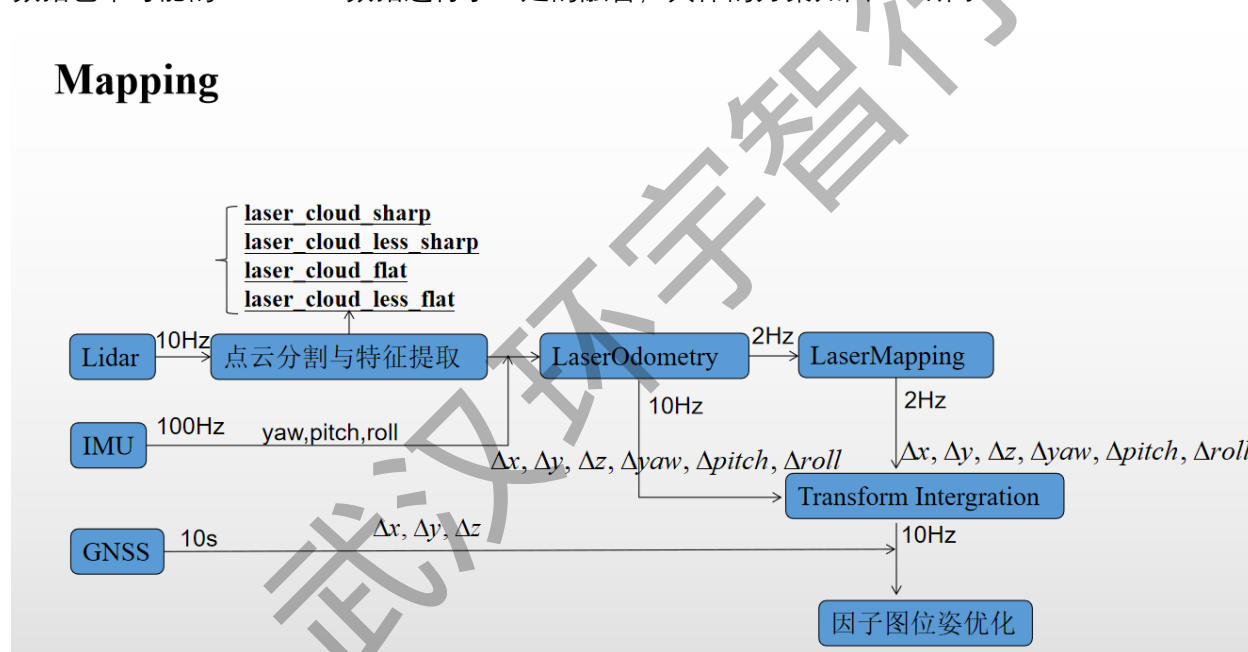 Mapping
laser_cloud_sharp
laser_cloud_less_sharp
laser_cloud_flat
laser_cloud_less_flat
Lidar
10Hz
点云分割与特征提取
LaserOdometry
2Hz
LaserMapping
10Hz
2Hz
IMU
100Hz
yaw,pitch,roll
Δx, Δy, Δz, Δyaw, Δpitch, Δroll
Δx, Δy, Δz, Δyaw, Δpitch, Δroll
Transform Intergration
GNSS
10s
Δx, Δy, Δz
10Hz
因子图位姿优化
武汉环宇智行